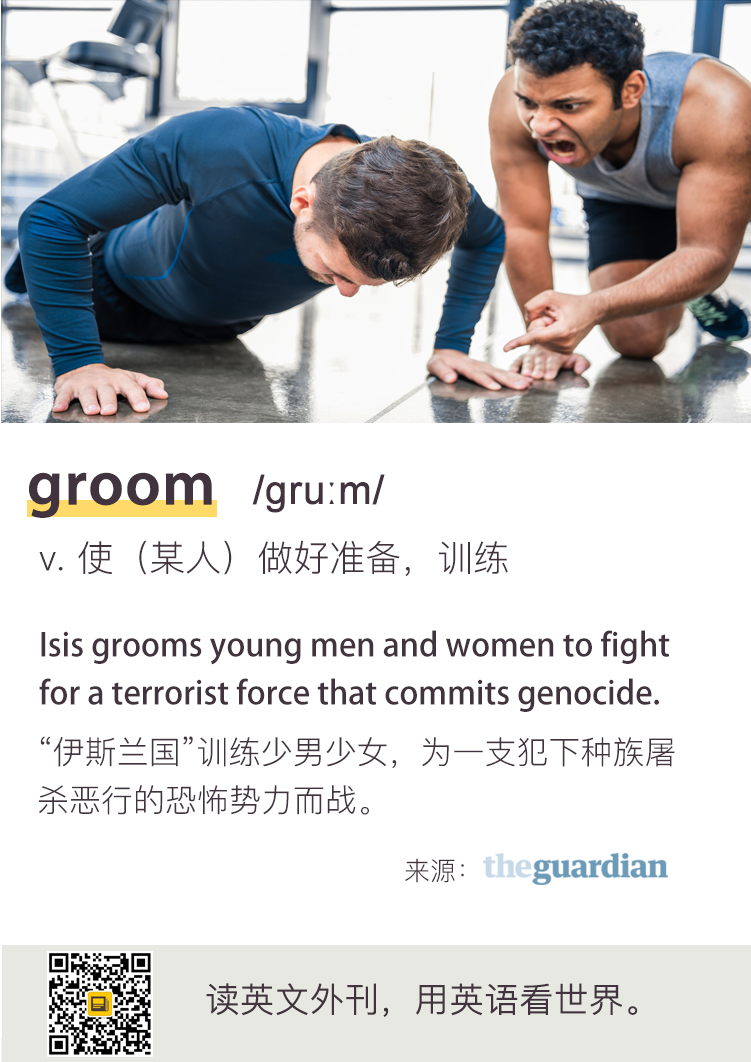 groom /ɡruːm/
v. 使（某人）做好准备，训练
Isis grooms young men and women to fight
for a terrorist force that commits genocide.
“伊斯兰国”训练少男少女，为一支犯下种族屠
杀恶行的恐怖势力而战。
来源：theguardian
读英文外刊，用英语看世界。